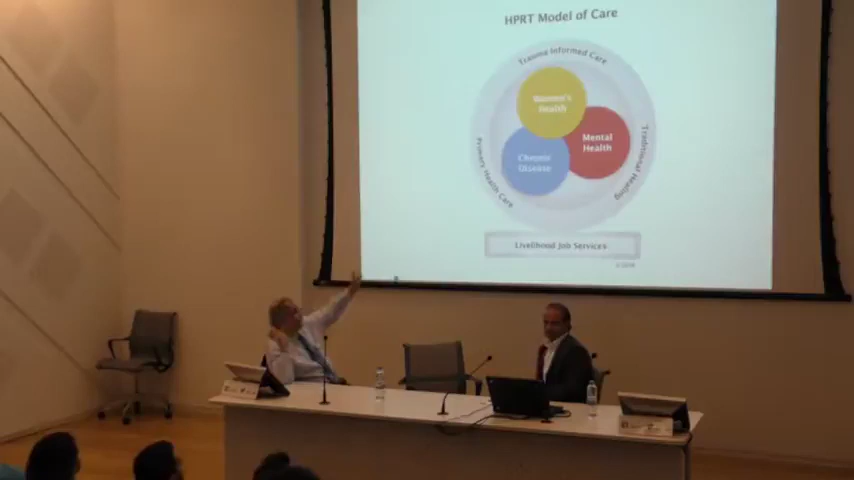 HPRT Model of Care
Trauma Informed Care
Women's
Health
Mental
Health
Chronic
Disease
Primary Health Care
Traditional Healing
Livelihood Job Services